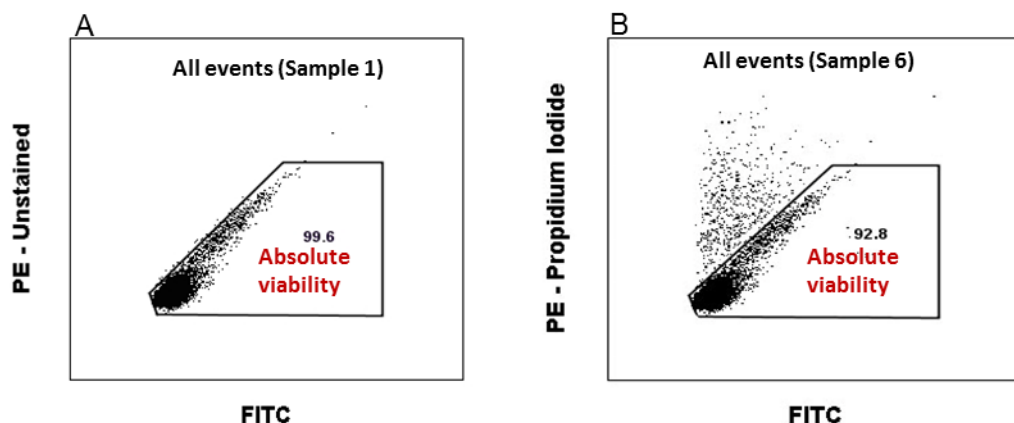 A
All events (Sample 1)
PE - Unstained
99.6
Absolute
viability
FITC
B
All events (Sample 6)
PE - Propidium Iodide
92.8
Absolute
viability
FITC